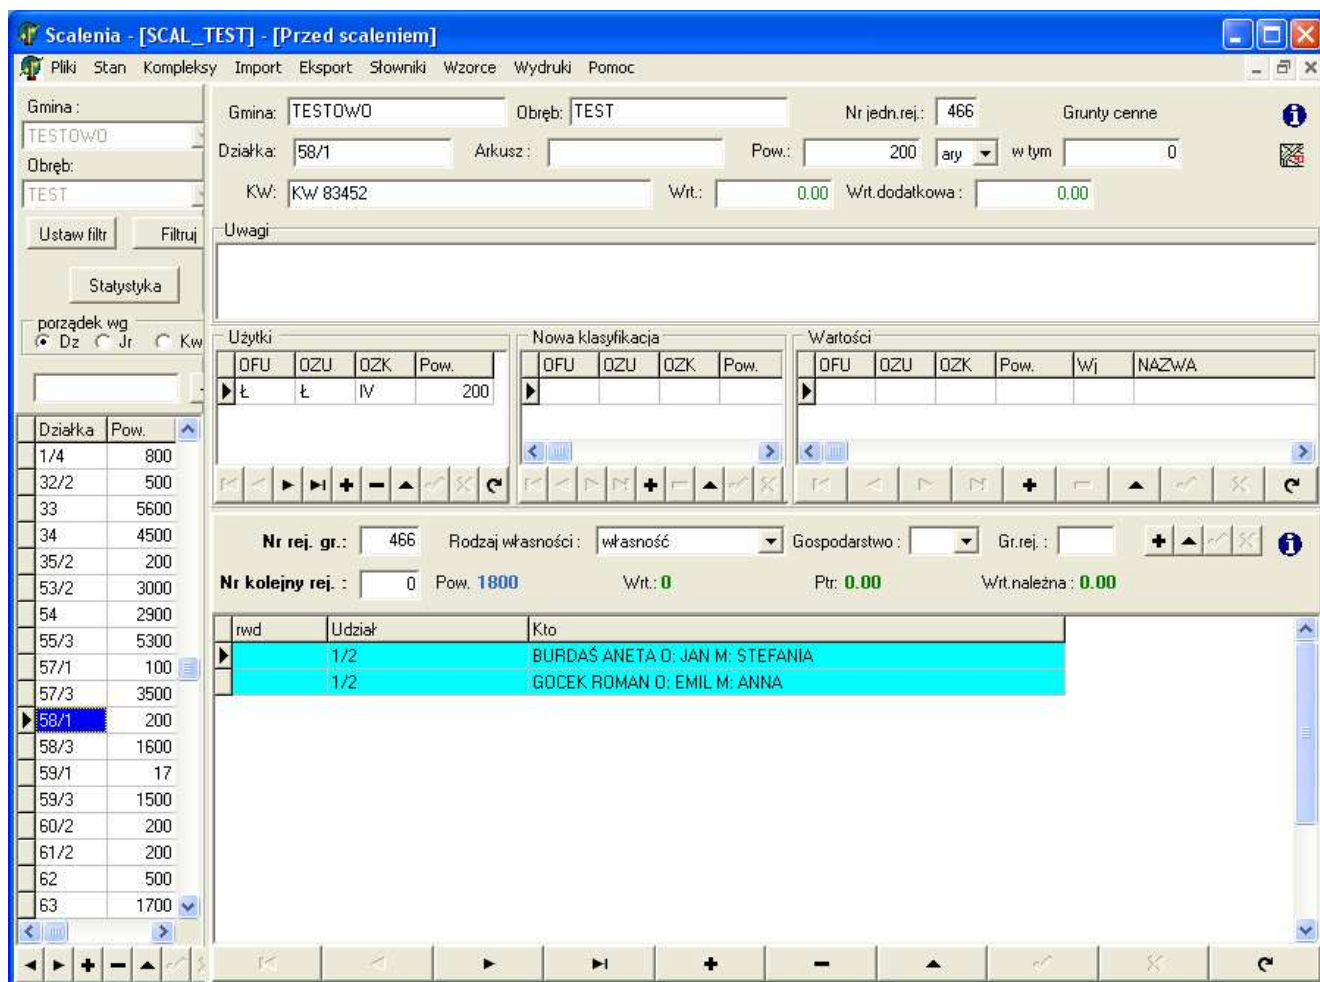 Scalenia - [SCAL_TEST] - [Przed scaleniem]
Pliki Stan Kompleksy Import Eksport Słowniki Wzorce Wydruki Pomoc
Gmina :
TESTOWO
Obręb:
TEST
Ustaw filtr Filtruj
Statystyka
porządek wg
Dz Jr Kw
Działka Pow.
1/4 800
32/2 500
33 5600
34 4500
35/2 200
53/2 3000
54 2900
55/3 5300
57/1 100
57/3 3500
58/1 200
58/3 1600
59/1 17
59/3 1500
60/2 200
61/2 200
62 500
63 1700
Gmina: TESTOWO Obręb: TEST Nr jedn.rej.: 466 Grunty cenne
Działka: 58/1 Arkusz : Pow.: 200 ary w tym 0
KW: KW 83452 Wrt.: 0.00 Wrt.dodatkowa : 0.00
Uwagi
Użytki
OFU OZU OZK Pow.
Ł Ł IV 200
Nowa klasyfikacja
OFU OZU OZK Pow.
Wartości
OFU OZU OZK Pow. Wj NAZWA
Nr rej. gr.: 466 Rodzaj własności : własność Gospodarstwo : Gr.rej. :
Nr kolejny rej. : 0 Pow. 1800 Wrt.: 0 Ptr: 0.00 Wrt.należna : 0.00
rwd Udział Kto
1/2 BURDAŚ ANETA O: JAN M: STEFANIA
1/2 GOCEK ROMAN O: EMIL M: ANNA